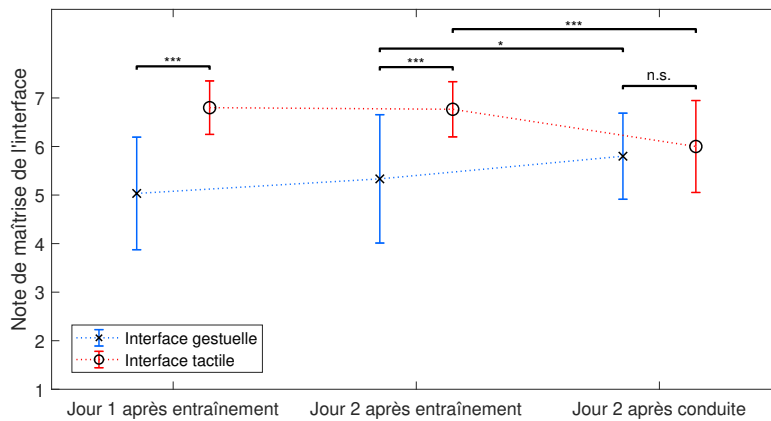 ***
*
***
***
n.s.
Note de maîtrise de l'interface
7
6
5
4
3
2
1
Interface gestuelle
Interface tactile
Jour 1 après entraînement
Jour 2 après entraînement
Jour 2 après conduite